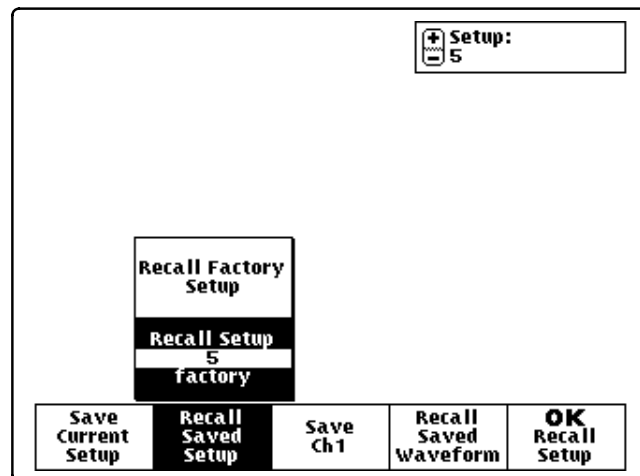 Setup:
5
Recall Factory
Setup
Recall Setup
5
factory
Save
Current
Setup
Recall
Saved
Setup
Save
Ch1
Recall
Saved
Waveform
OK
Recall
Setup